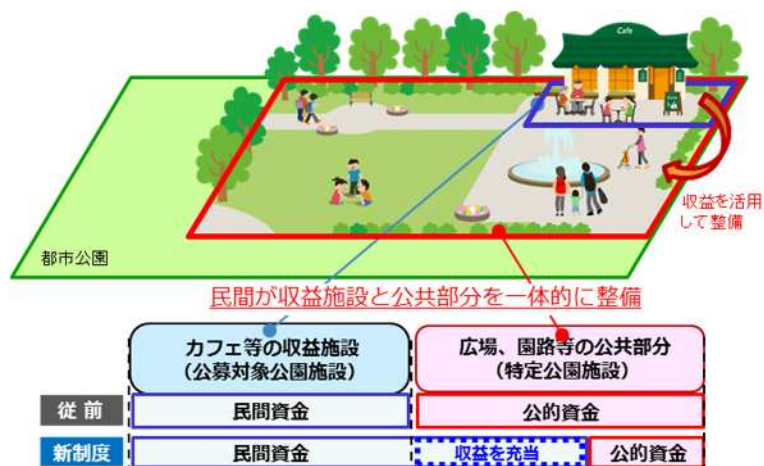 Cafe
収益を活用
して整備
都市公園
民間が収益施設と公共部分を一体的に整備
カフェ等の収益施設
(公募対象公園施設)
広場、園路等の公共部分
(特定公園施設)
従前
民間資金
公的資金
新制度
民間資金
収益を充当
公的資金